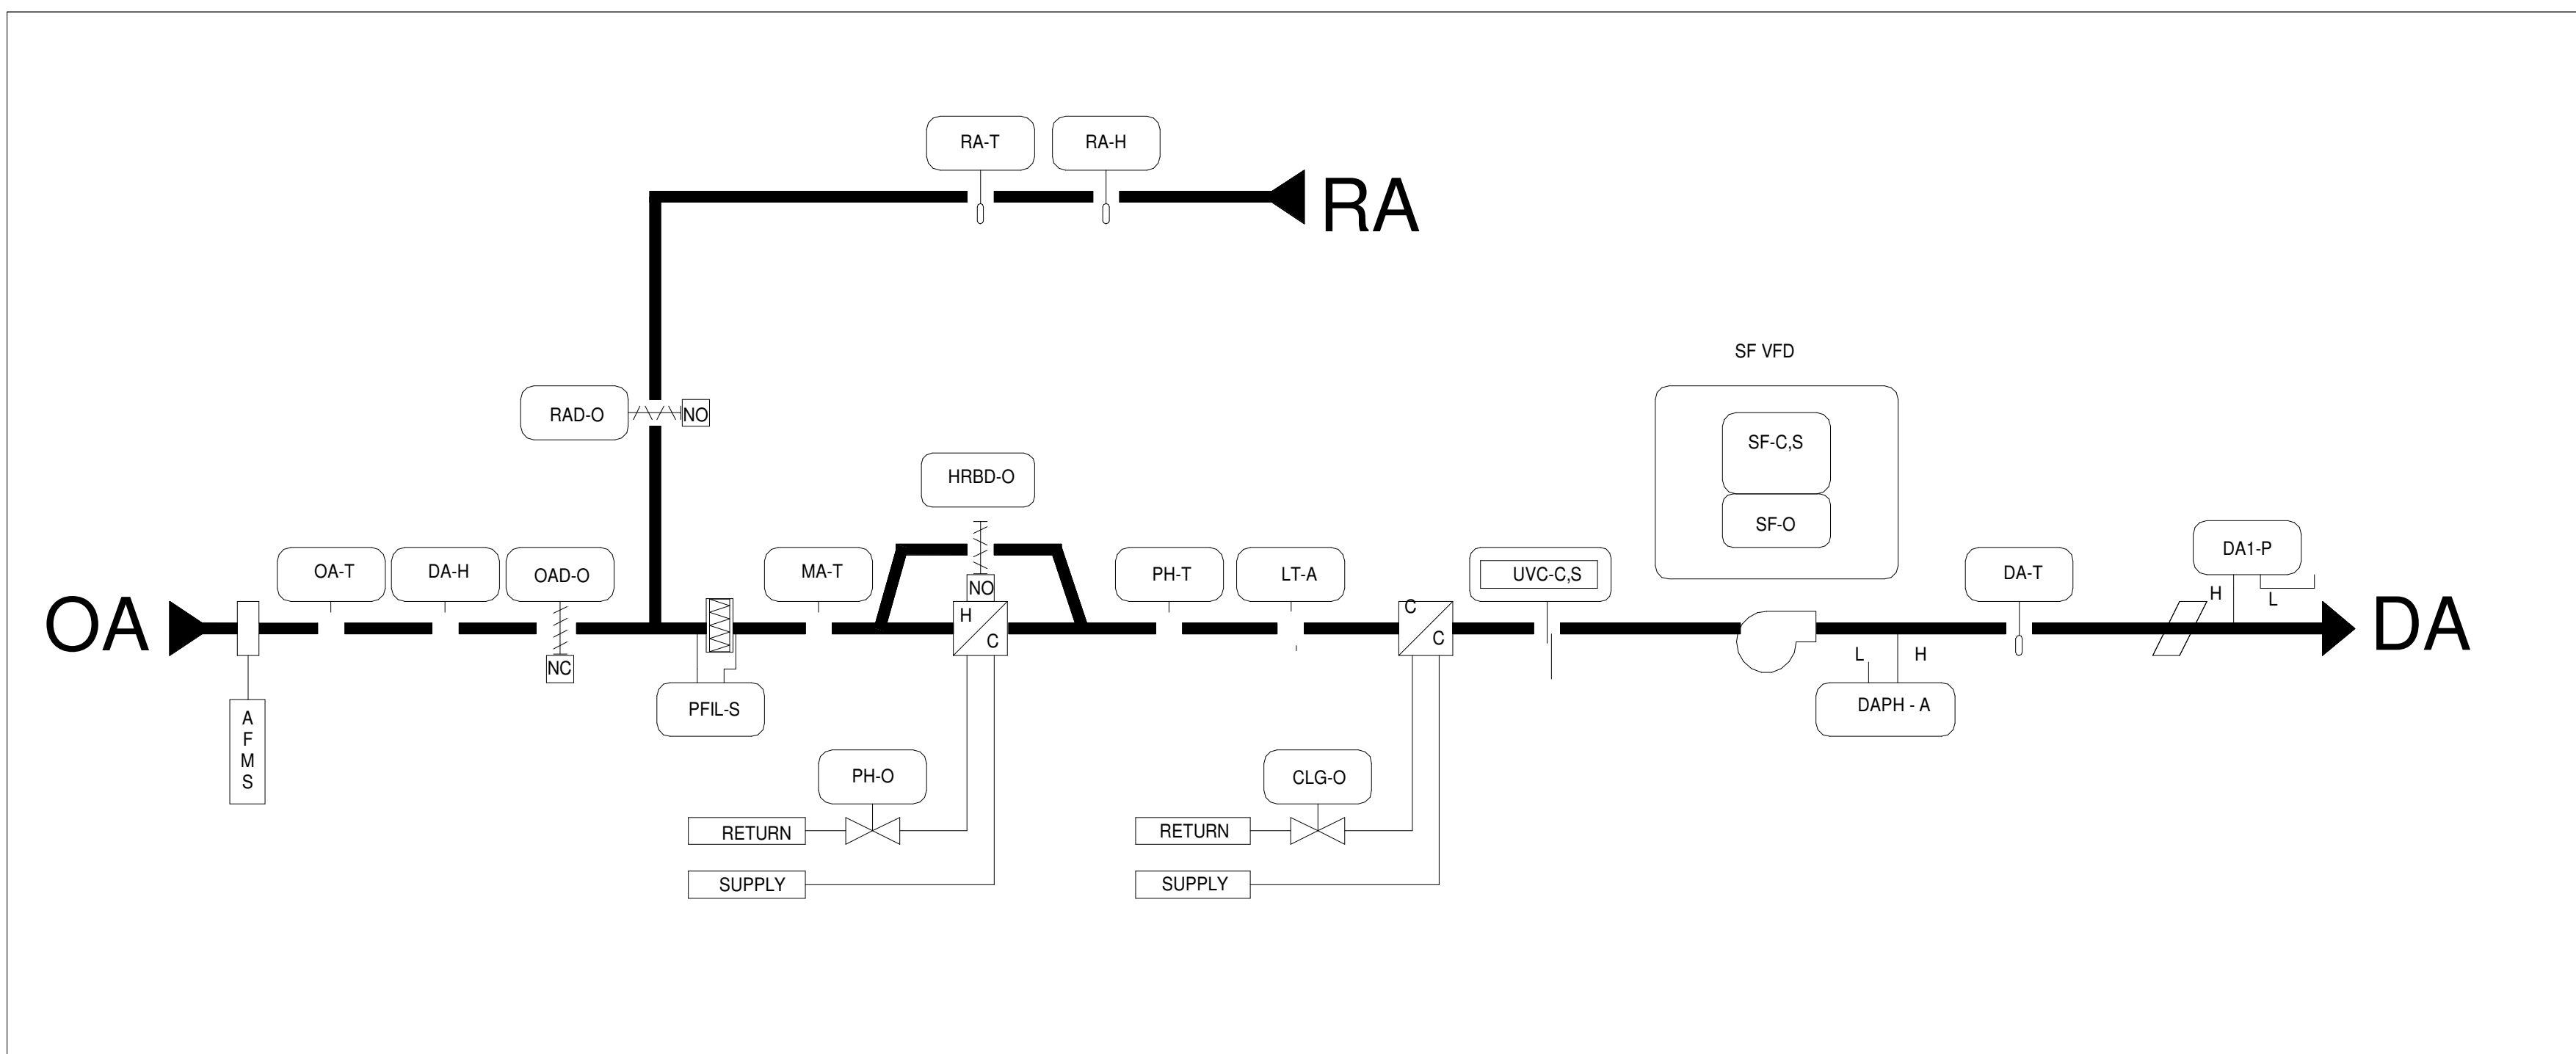 RA-T
RA-H
RA
SF VFD
RAD-O
NO
SF-C,S
HRBD-O
SF-O
DA1-P
OA-T
DA-H
OAD-O
MA-T
NO
PH-T
LT-A
UVC-C,S
DA-T
H
L
OA
H
C
C
C
DA
NC
L
H
PFIL-S
DAPH - A
A
F
M
S
PH-O
CLG-O
RETURN
RETURN
SUPPLY
SUPPLY